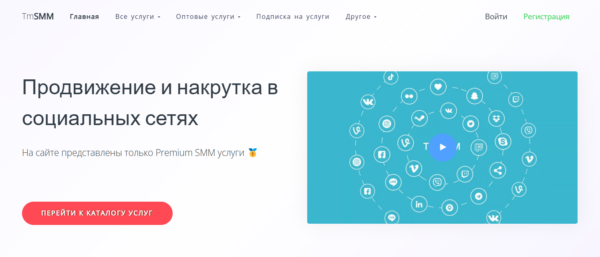 TmSMM Главная Все услуги Оптовые услуги Подписка на услуги Другое Войти Регистрация
Продвижение и накрутка в
социальных сетях
На сайте представлены только Premium SMM услуги
ПЕРЕЙТИ К КАТАЛОГУ УСЛУГ